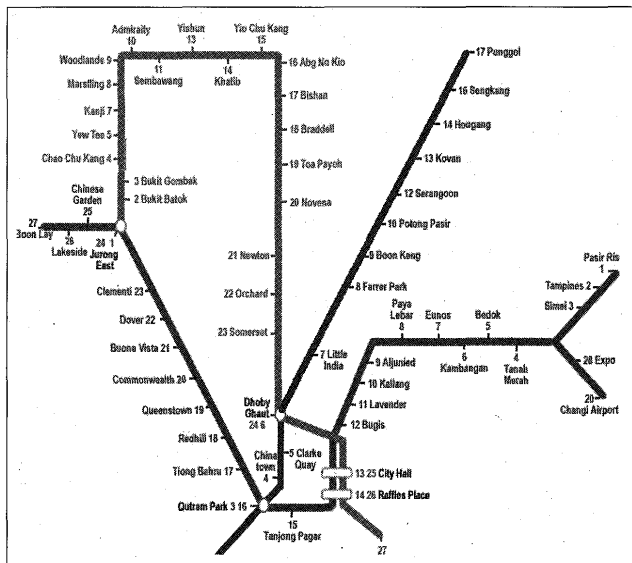 Admiralty
10
Yishun
13
Yio Chu Kang
15
Woodlands 9
11
Sembawang
14
Khatib
16 Abg No Kio
17 Punggol
Marsiling 8
17 Bishan
16 Sengkang
Kanji 7
18 Braddell
14 Hougang
Yew Tee 5
Chao Chu Kang 4
19 Toa Payoh
13 Kovan
3 Bukit Gombak
2 Bukit Batok
20 Novena
12 Serangoon
Chinese
Garden
25
10 Potong Pasir
27
Boon Lay
26
Lakeside
24 1
Jurong
East
21 Newton
9 Boon Keng
Pasir Ris
1
Clementi 23
22 Orchard
8 Farrer Park
Tampines 2
Simei 3
Dover 22
23 Somerset
Paya
Lebar
8
Eunos
7
Bedok
5
Buona Vista 21
7 Little
India
9 Aljunied
6
Kambangan
4
Tanah
Merah
28 Expo
Commonwealth 20
10 Kallang
20
Changi Airport
Queenstown 19
Dhoby
Ghaut
24 6
11 Lavender
12 Bugis
Redhill 18
5 Clarke
Quay
China
town
4
Tiong Bahru 17
13 25 City Hall
14 26 Raffles Place
Outram Park 3 16
15
Tanjong Pagar
27